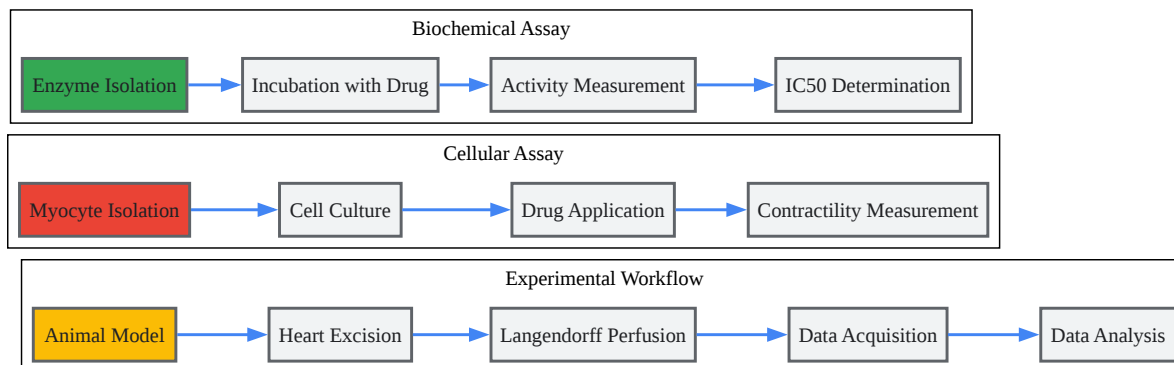 Biochemical Assay
Enzyme Isolation
Incubation with Drug
Activity Measurement
IC50 Determination
Cellular Assay
Myocyte Isolation
Cell Culture
Drug Application
Contractility Measurement
Experimental Workflow
Animal Model
Heart Excision
Langendorff Perfusion
Data Acquisition
Data Analysis